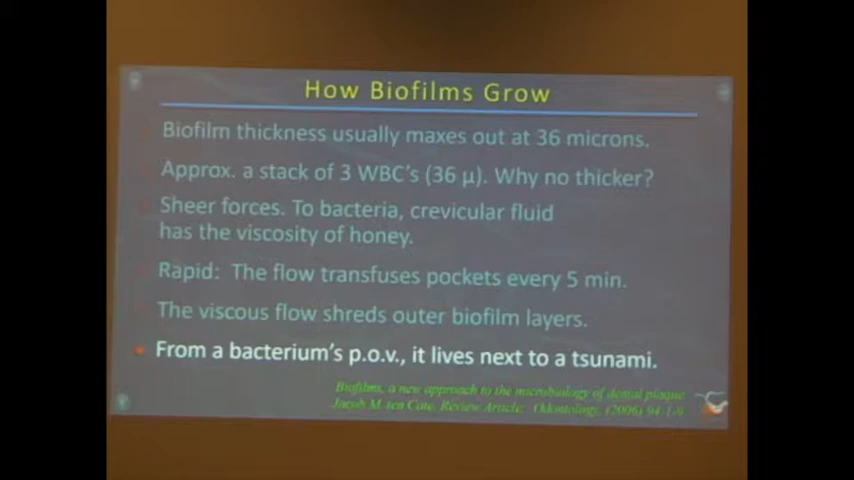 How Biofilms Grow
Biofilm thickness usually maxes out at 36 microns.
Approx. a stack of 3 WBC's (36 μ). Why no thicker?
Sheer forces. To bacteria, crevicular fluid
has the viscosity of honey.
Rapid: The flow transfuses pockets every 5 min.
The viscous flow shreds outer biofilm layers.
From a bacterium's p.o.v., it lives next to a tsunami.
Biofilms, a new approach to the microbiology of dental plaque
Jacob M. ten Cate, Review Article: Odontology, (2006) 94:1-9